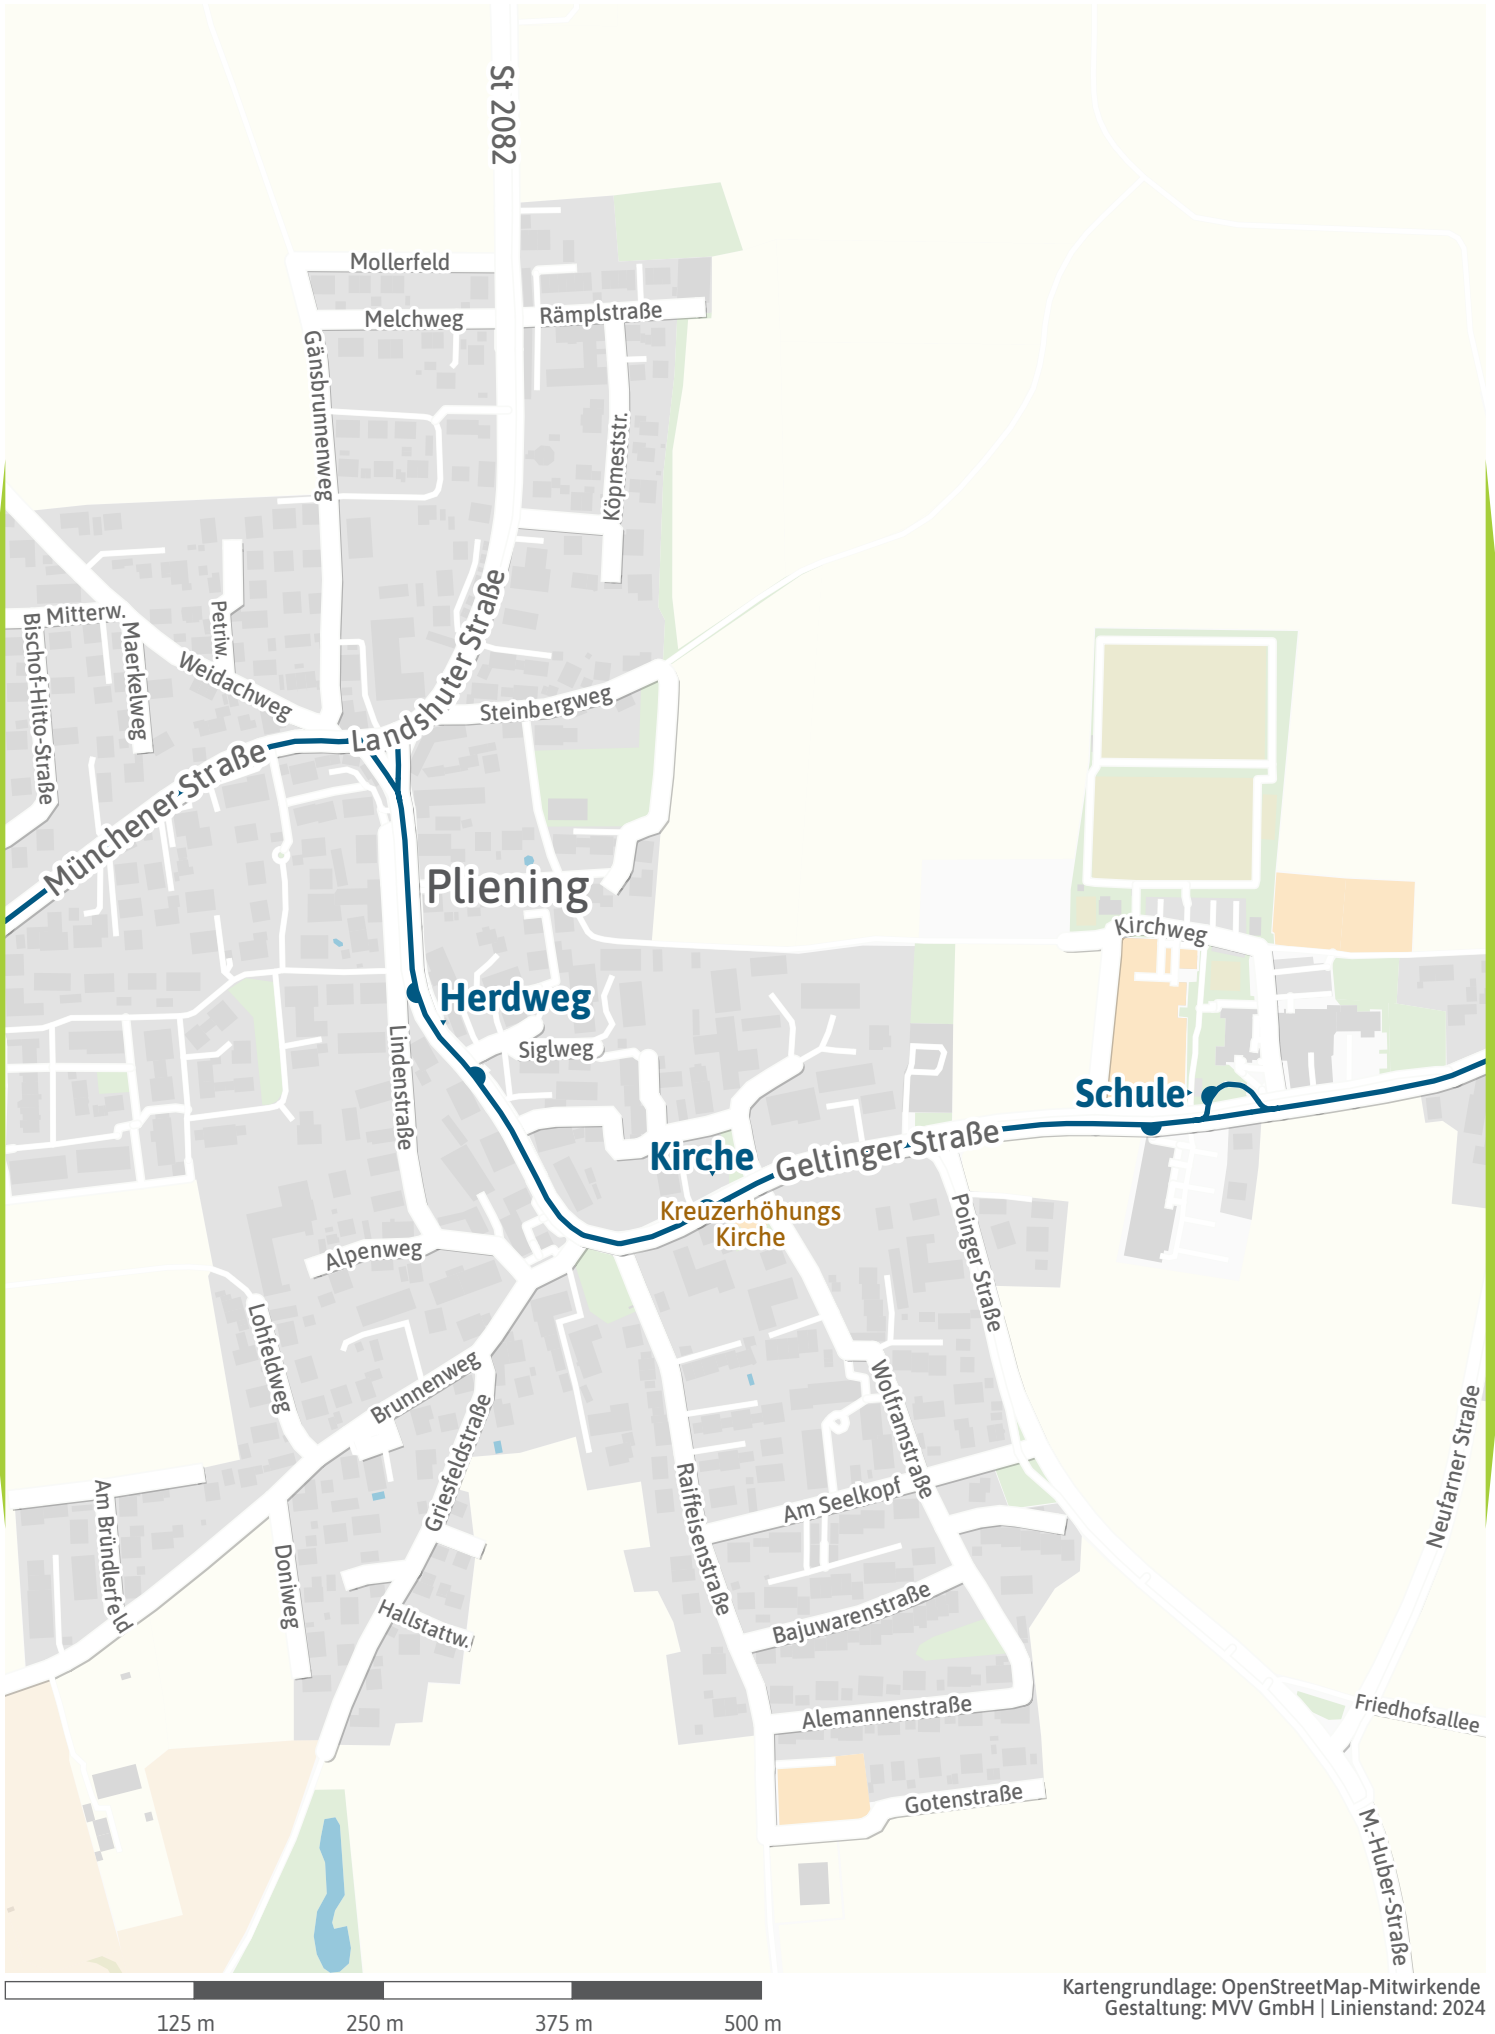 St 2082
Mollerfeld
Melchweg
Rämplstraße
Gänsbrunnenweg
Köpmeststr.
Landshuter Straße
Mitterw.
Bischof-Hitto-Straße
Maerkelweg
Petriw.
Weidachweg
Steinbergweg
Münchener Straße
Pliening
Kirchweg
Herdweg
Siglweg
Lindenstraße
Schule
Kirche
Geltinger Straße
Kreuzerhöhungs
Kirche
Alpenweg
Poinger Straße
Lohfeldweg
Brunnenweg
Griesfeldstraße
Wolframstraße
Neufarner Straße
Am Bründlerfeld
Raiffeisenstraße
Am Seelkopf
Doniweg
Hallstattw.
Bajuwarenstraße
Alemannenstraße
Friedhofsallee
Gotenstraße
M.-Huber-Straße
Kartengrundlage: OpenStreetMap-Mitwirkende
Gestaltung: MVV GmbH | Linienstand: 2024
125 m
250 m
375 m
500 m